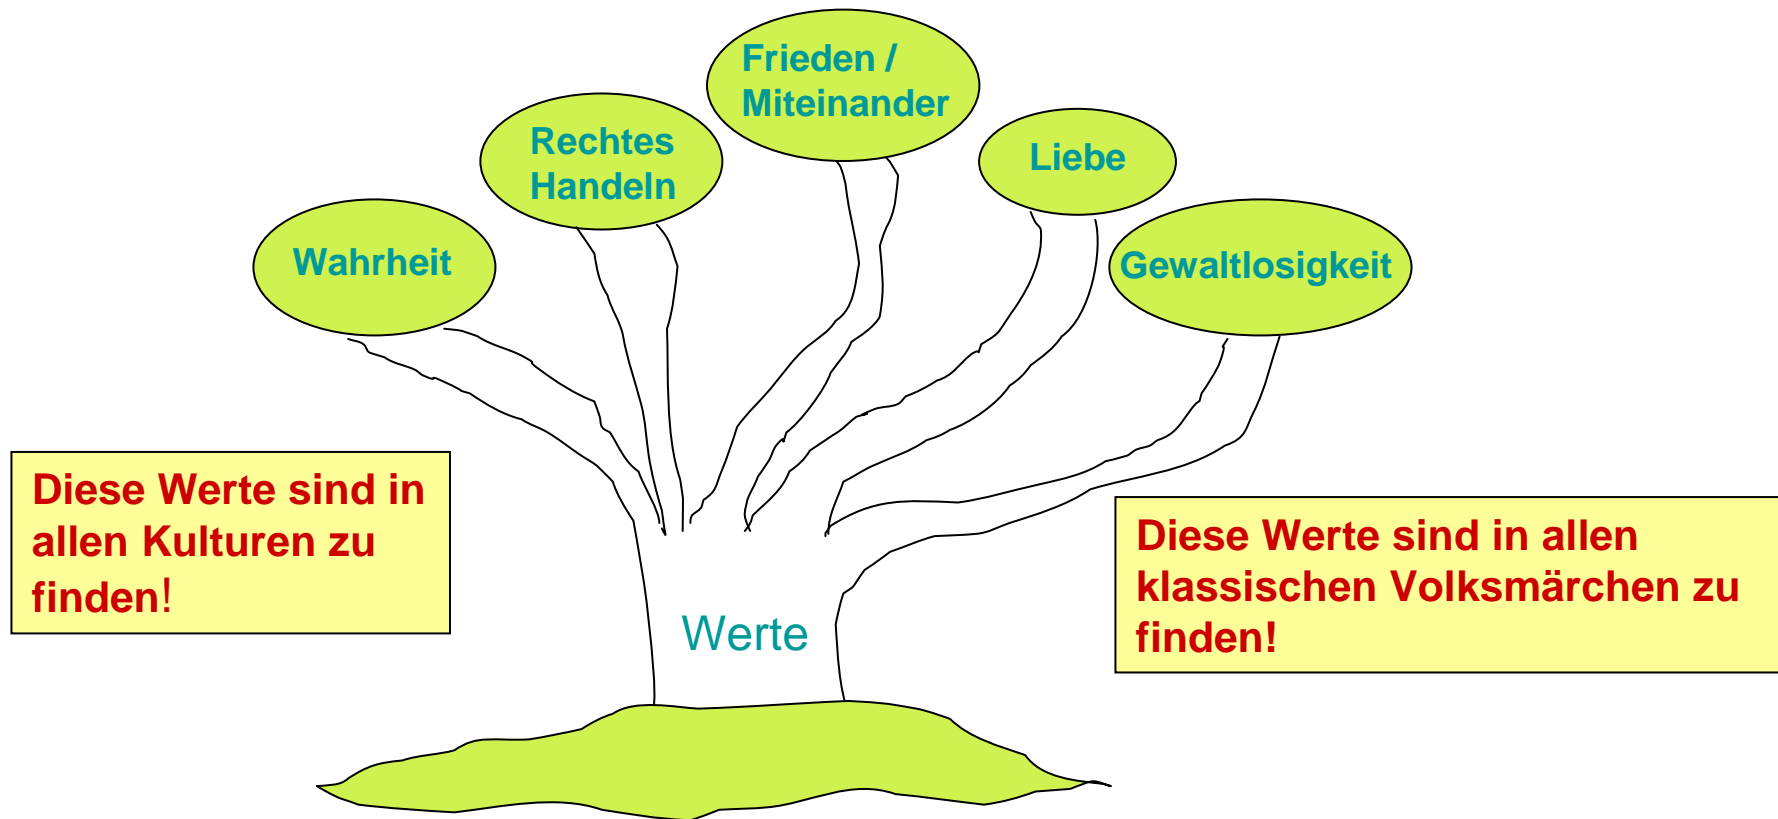 Frieden /
Miteinander
Rechtes
Handeln
Liebe
Wahrheit
Gewaltlosigkeit
Diese Werte sind in
allen Kulturen zu
finden!
Diese Werte sind in allen
klassischen Volksmärchen zu
finden!
Werte